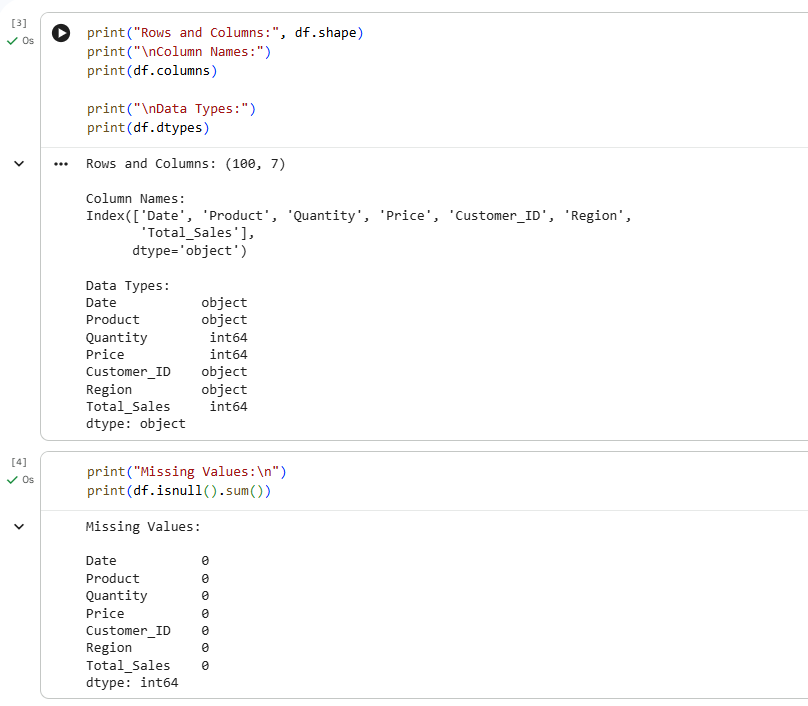 [3]
0s
print("Rows and Columns:", df.shape)
print("\nColumn Names:")
print(df.columns)
print("\nData Types:")
print(df.dtypes)
Rows and Columns: (100, 7)
Column Names:
Index(['Date', 'Product', 'Quantity', 'Price', 'Customer_ID', 'Region',
       'Total_Sales'],
      dtype='object')
Data Types:
Date           object
Product        object
Quantity        int64
Price           int64
Customer_ID    object
Region         object
Total_Sales     int64
dtype: object
[4]
0s
print("Missing Values:\n")
print(df.isnull().sum())
Missing Values:
Date           0
Product        0
Quantity       0
Price          0
Customer_ID    0
Region         0
Total_Sales    0
dtype: int64